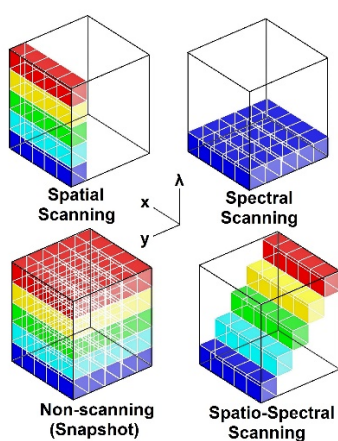 Spatial
Scanning
Spectral
Scanning
λ
x
y
Non-scanning
(Snapshot)
Spatio-Spectral
Scanning